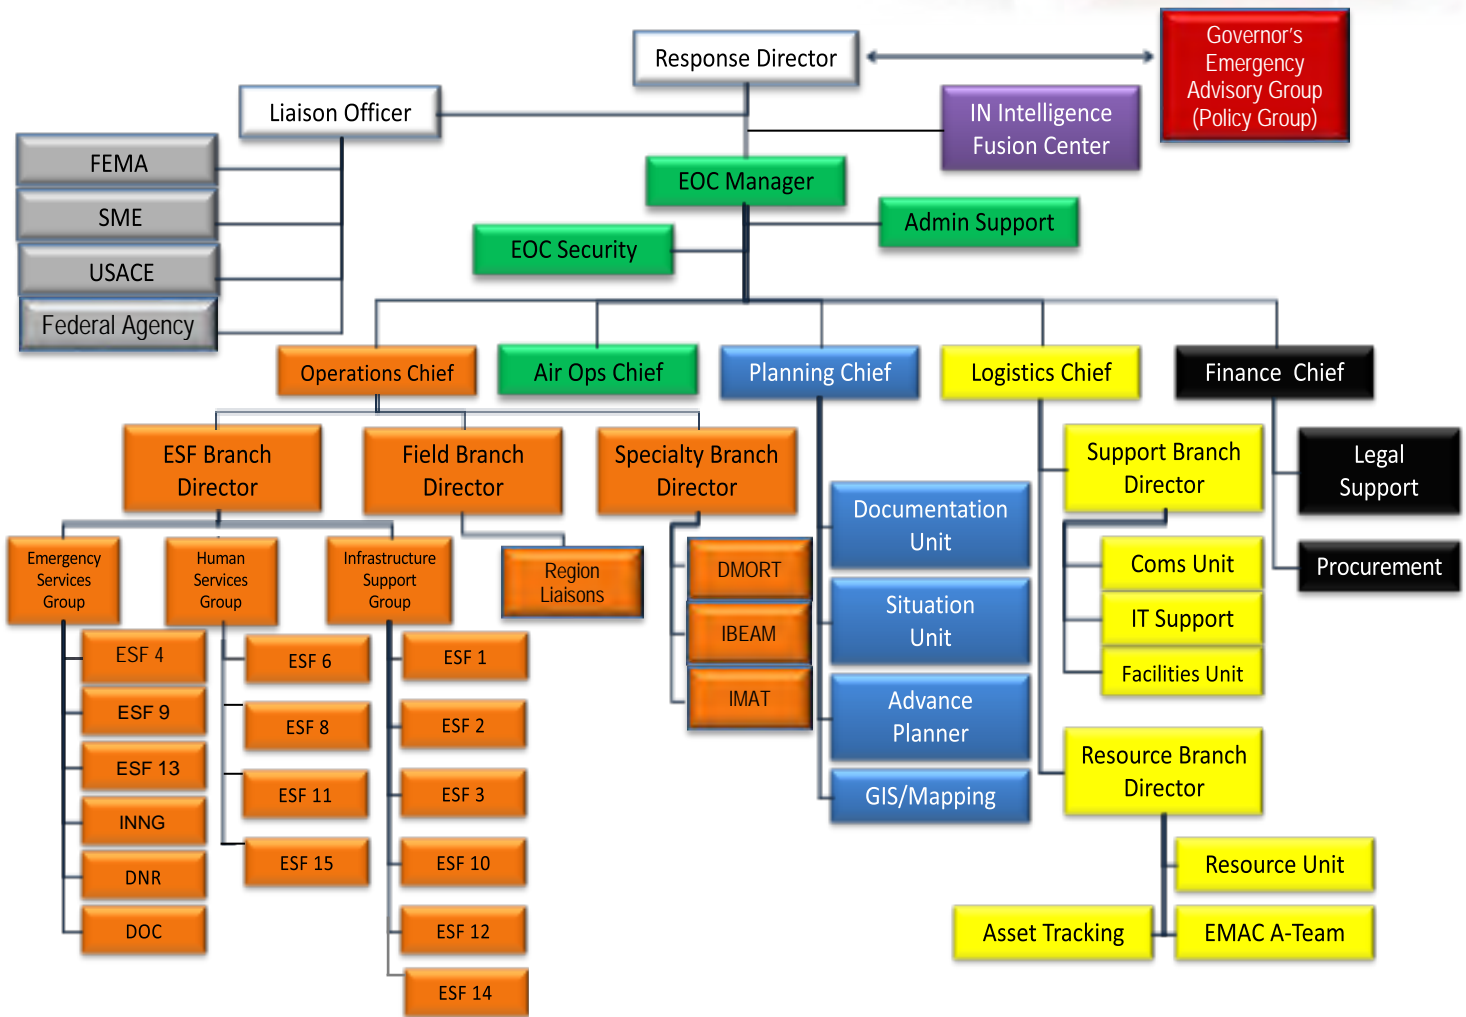 Response Director
Governor's
Emergency
Advisory Group
(Policy Group)
Liaison Officer
IN Intelligence
Fusion Center
FEMA
SME
USACE
Federal Agency
EOC Manager
Admin Support
EOC Security
Operations Chief
Air Ops Chief
Planning Chief
Logistics Chief
Finance Chief
ESF Branch
Director
Field Branch
Director
Specialty Branch
Director
Emergency
Services
Group
Human
Services
Group
Infrastructure
Support
Group
Region
Liaisons
ESF 4
ESF 9
ESF 13
INNG
DNR
DOC
ESF 6
ESF 8
ESF 11
ESF 15
ESF 1
ESF 2
ESF 3
ESF 10
ESF 12
ESF 14
DMORT
IBEAM
IMAT
Documentation
Unit
Situation
Unit
Advance
Planner
GIS/Mapping
Support Branch
Director
Coms Unit
IT Support
Facilities Unit
Resource Branch
Director
Resource Unit
Asset Tracking
EMAC A-Team
Legal
Support
Procurement